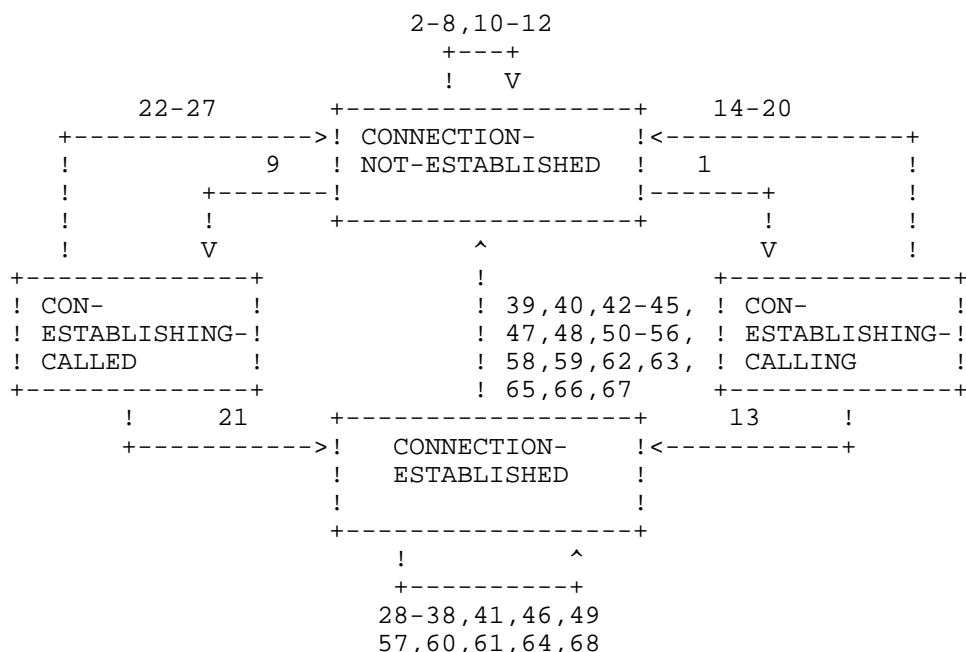 2-8,10-12
+---+
!   V
22-27     +------------------+     14-20
+--------------->! CONNECTION-      !<---------------+
!            9   ! NOT-ESTABLISHED  !   1            !
!         +-------!                  !-------+        !
!         !       +------------------+       !        !
!         V                ^                 V        !
+--------------+               !               +--------------+
! CON-         !               ! 39,40,42-45,  ! CON-         !
! ESTABLISHING-!               ! 47,48,50-56,  ! ESTABLISHING-!
! CALLED       !               ! 58,59,62,63,  ! CALLING      !
+--------------+               ! 65,66,67      +--------------+
!     21     +------------------+     13      !
+----------->!   CONNECTION-    !<-----------+
!   ESTABLISHED    !
!                  !
+------------------+
!          ^
+----------+
28-38,41,46,49
57,60,61,64,68